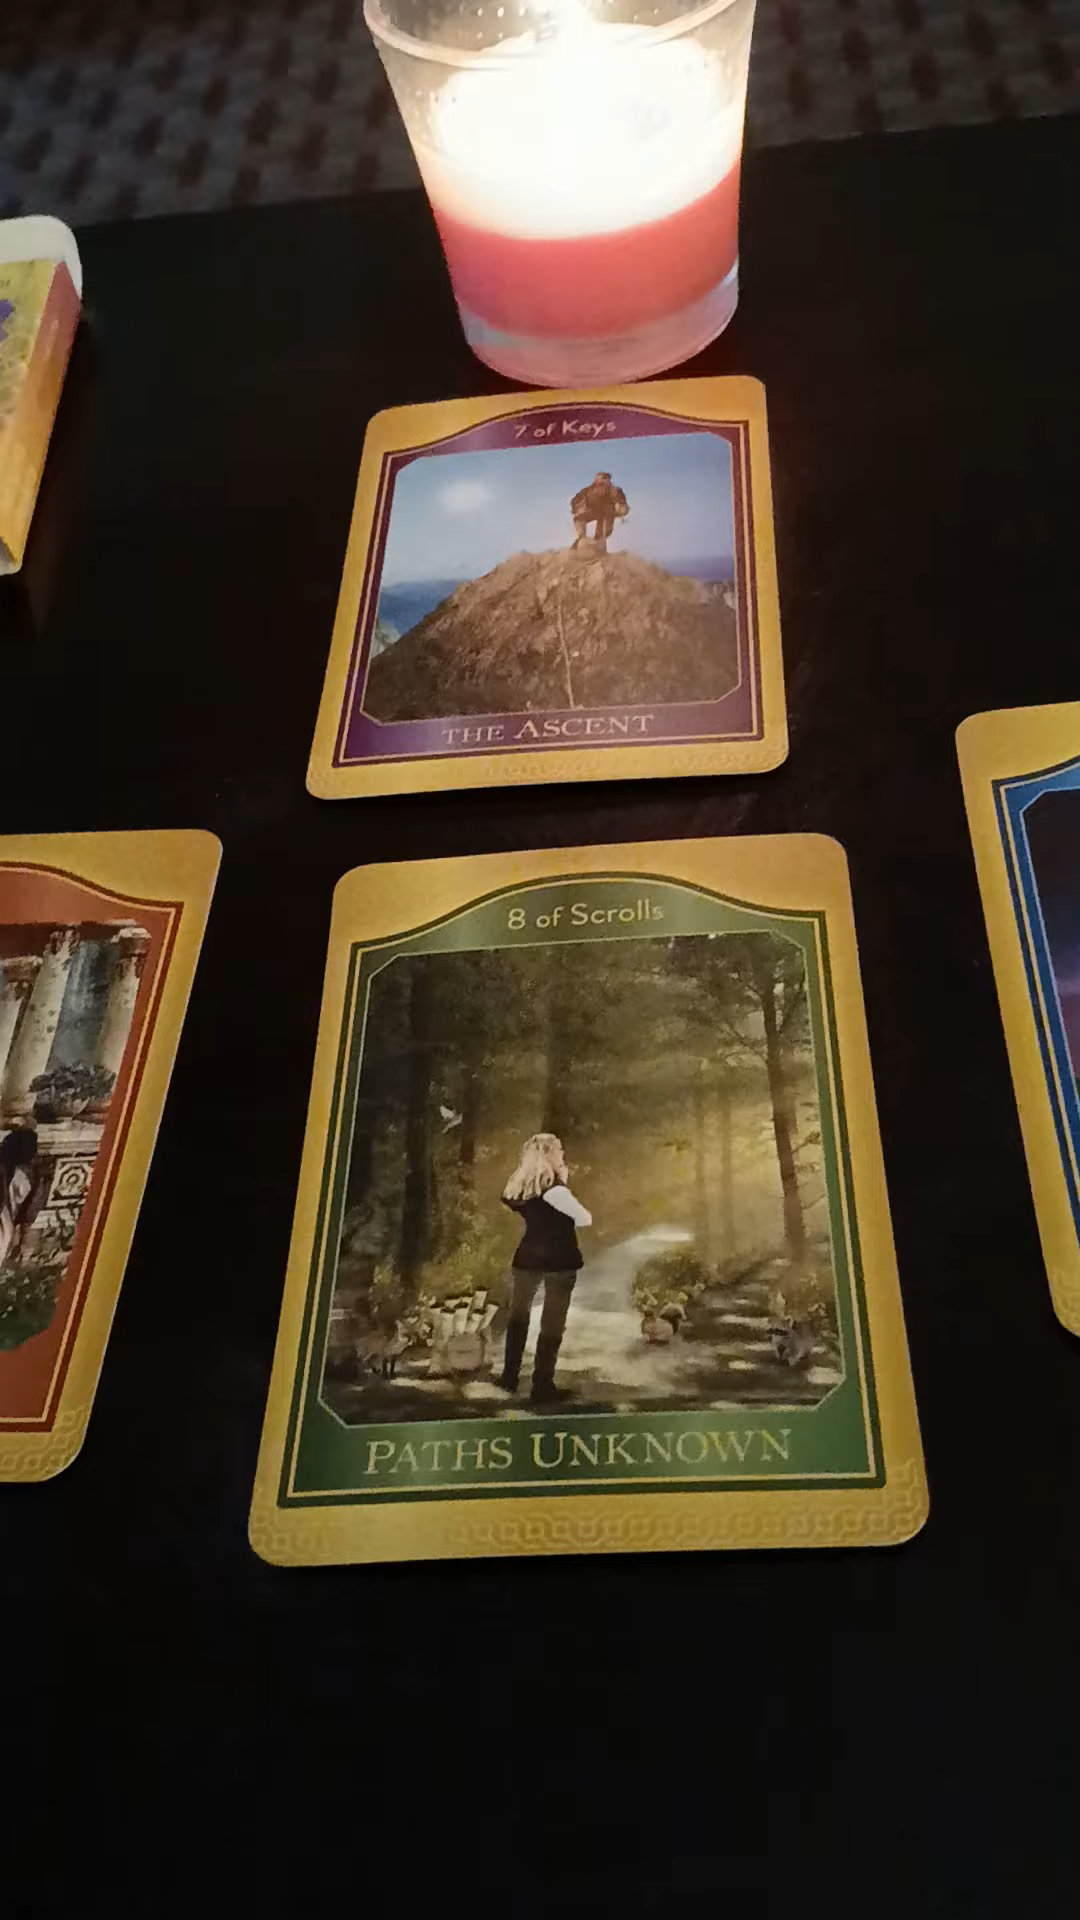 7 of Keys
THE ASCENT
8 of Scrolls
PATHS UNKNOWN